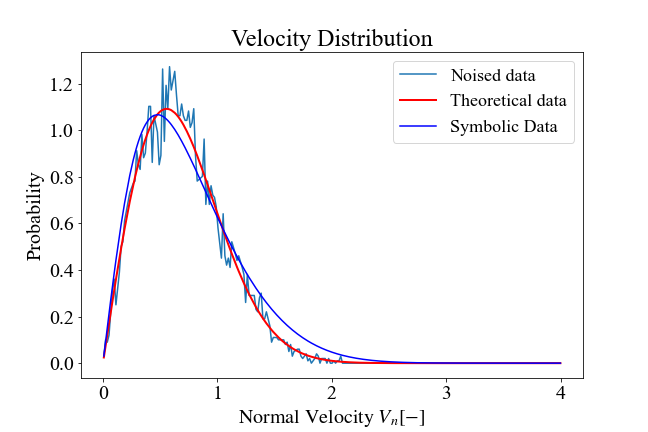 Velocity Distribution
Noised data
Theoretical data
Symbolic Data
1.2
1.0
0.8
0.6
0.4
0.2
0.0
Probability
0 1 2 3 4
Normal Velocity Vₙ[−]